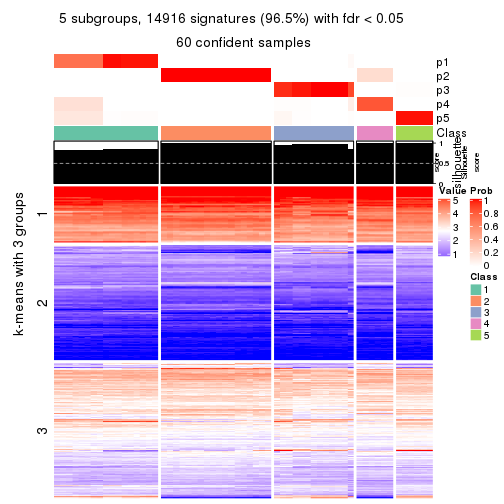 5 subgroups, 14916 signatures (96.5%) with fdr < 0.05
60 confident samples
p1
p2
p3
p4
p5
Class
1
0.5
0
silhouette
score
Silhouette
score
k-means with 3 groups
1
2
3
Value
5
4
3
2
1
Prob
1
0.8
0.6
0.4
0.2
0
Class
1
2
3
4
5